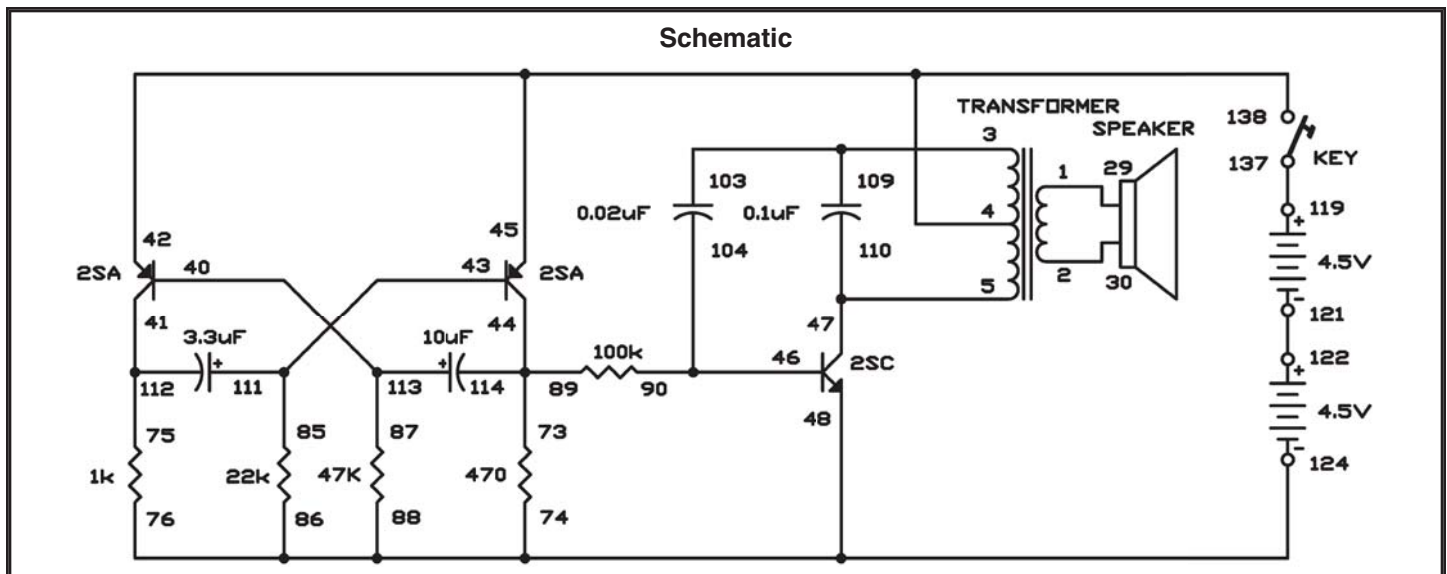 Schematic
TRANSFORMER
SPEAKER
3
138
1
29
137
KEY
103
109
119
0.02uF
0.1uF
4
+
42
45
104
110
4.5V
2SA
40
43
2SA
2
30
5
-
41
44
47
121
3.3uF
10uF
100k
46
2SC
122
+
+
+
112
111
113
114
89
90
4.5V
48
75
85
87
73
-
124
1k
22k
47K
470
76
86
88
74